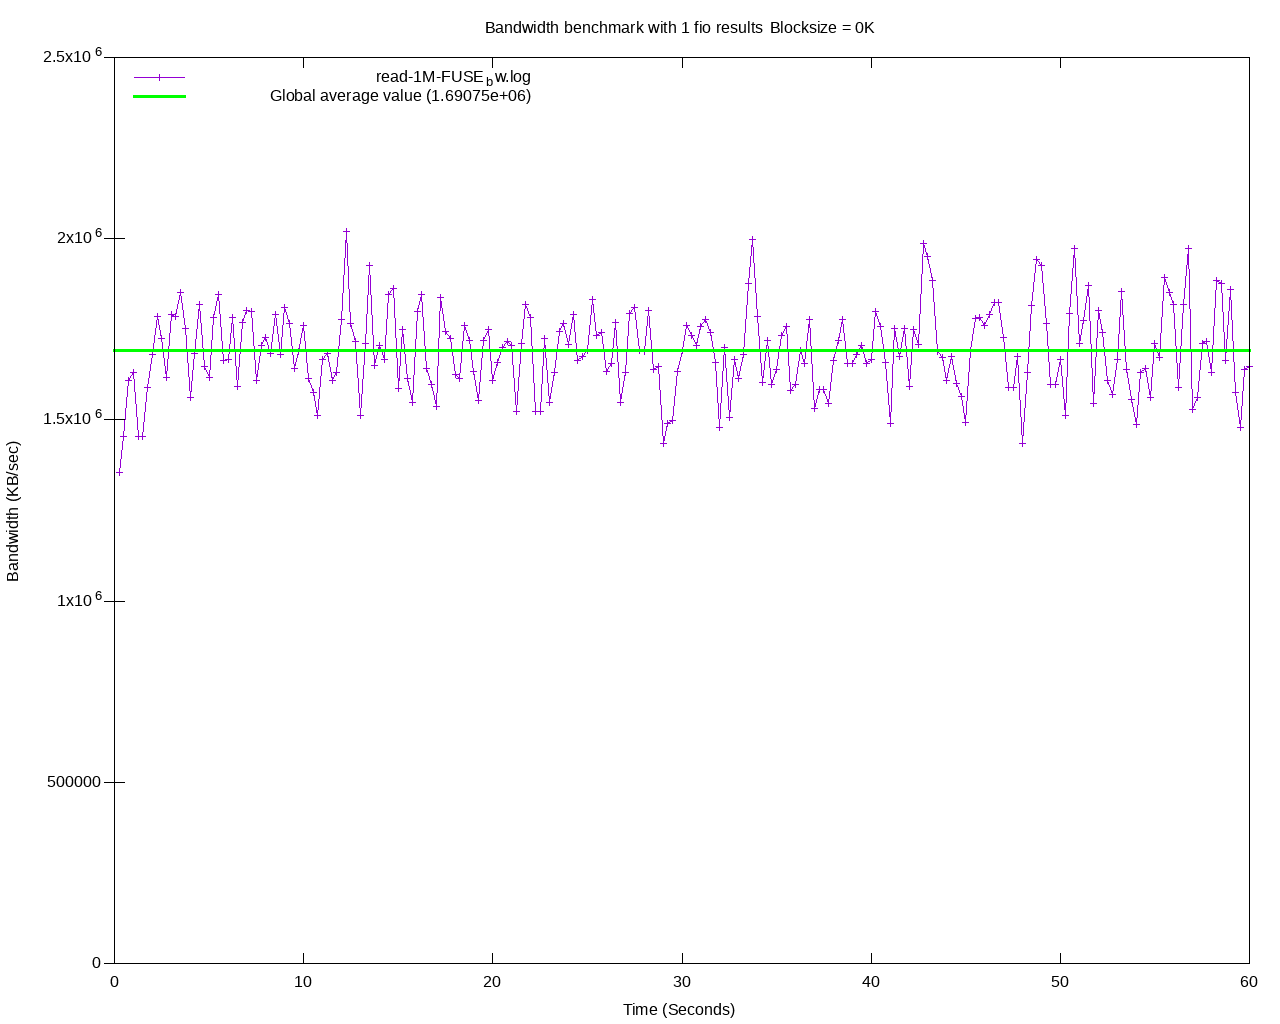 Bandwidth benchmark with 1 fio results Blocksize = 0K
2.5x10 6
read-1M-FUSEbw.log
Global average value (1.69075e+06)
2x10 6
1.5x10 6
1x10 6
500000
0
Bandwidth (KB/sec)
0 10 20 30 40 50 60
Time (Seconds)